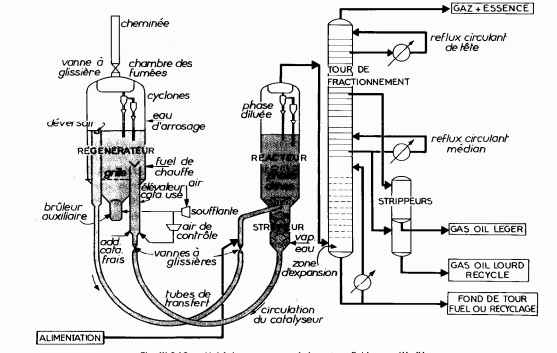 cheminée
vanne à
glissière
chambre des
fumées
cyclones
eau
d'arrosage
RÉGÉNÉRATEUR
grille
fuel de
chauffe
élévateur
cata. usé
air
brûleur
auxiliaire
soufflante
air de
contrôle
add.
cata.
frais
vannes à
glissières
tubes de
transfert
circulation
du catalyseur
ALIMENTATION
phase
diluée
RÉACTEUR
vap.
eau
zone
d'expansion
TOUR DE
FRACTIONNEMENT
GAZ + ESSENCE
reflux circulant
de tête
reflux circulant
médian
STRIPPEURS
GAS OIL LEGER
GAS OIL LOURD
RECYCLE
FOND DE TOUR
FUEL OU RECYCLAGE